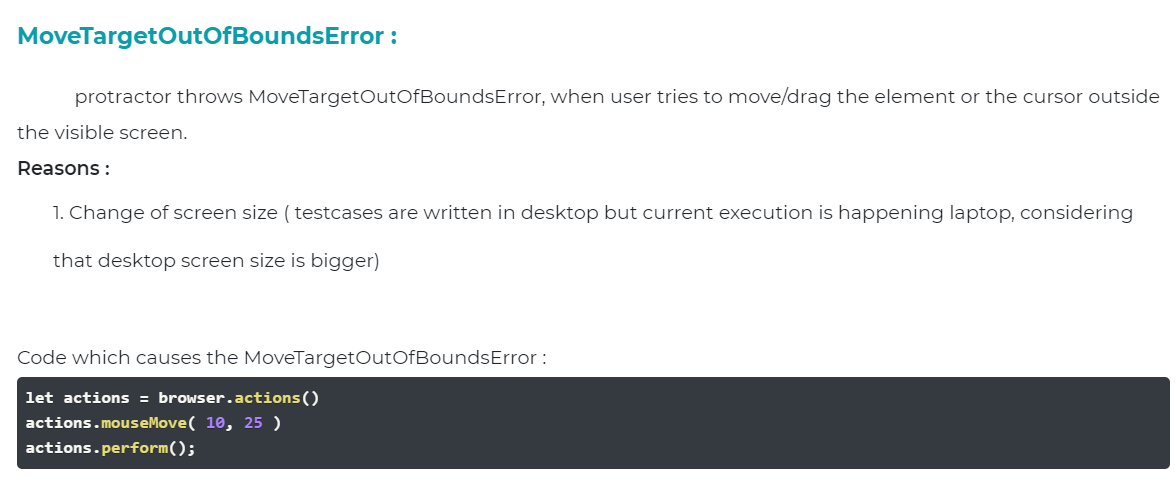 MoveTargetOutOfBoundsError :
protractor throws MoveTargetOutOfBoundsError, when user tries to move/drag the element or the cursor outside
the visible screen.
Reasons :
1. Change of screen size ( testcases are written in desktop but current execution is happening laptop, considering
that desktop screen size is bigger)
Code which causes the MoveTargetOutOfBoundsError :
let actions = browser.actions()
actions.mouseMove( 10, 25 )
actions.perform();